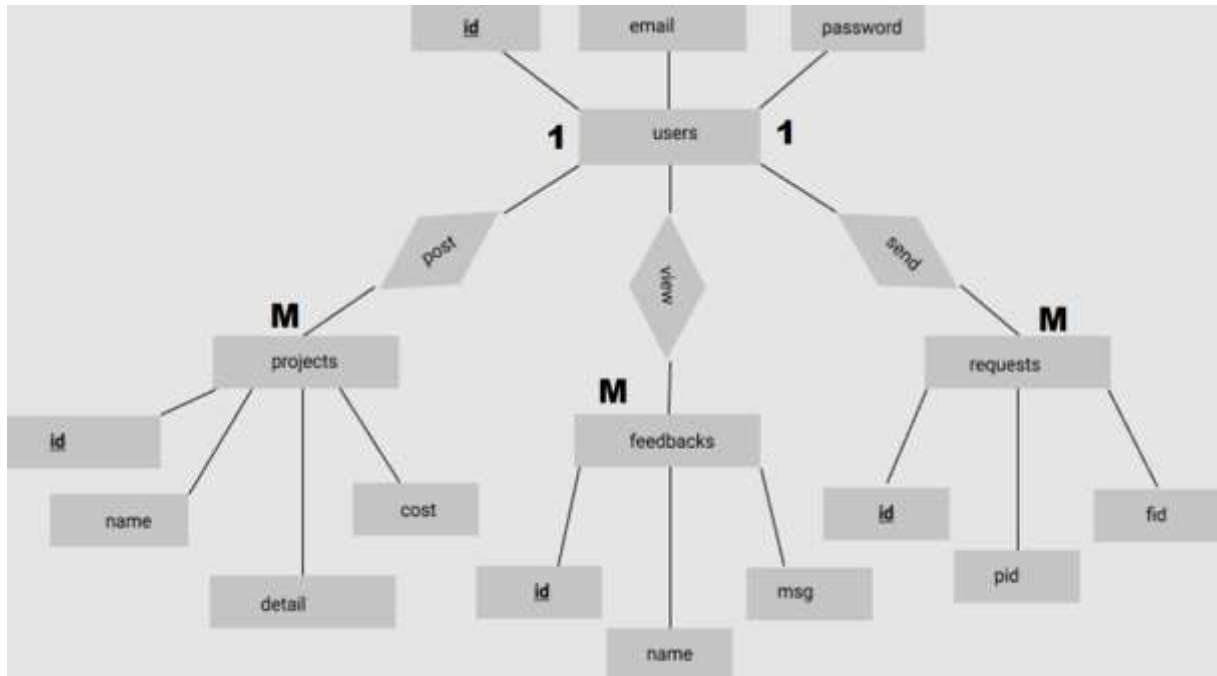 id
email
password
1
users
1
post
view
send
M
projects
M
requests
M
feedbacks
id
name
detail
cost
id
name
msg
id
pid
fid